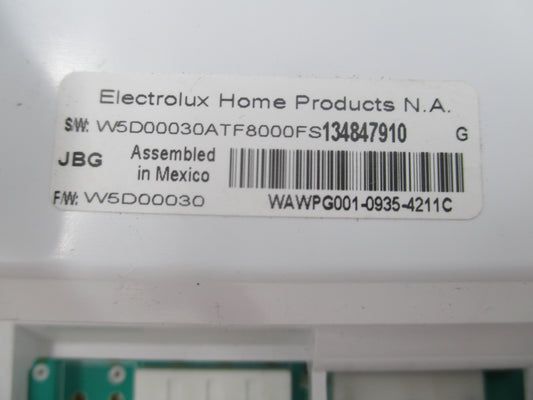 Electrolux Home Products N.A.
S/W: W5D00030ATF8000FS134847910 G
JBG Assembled in Mexico
F/W: W5D00030 WAWPG001-0935-4211C